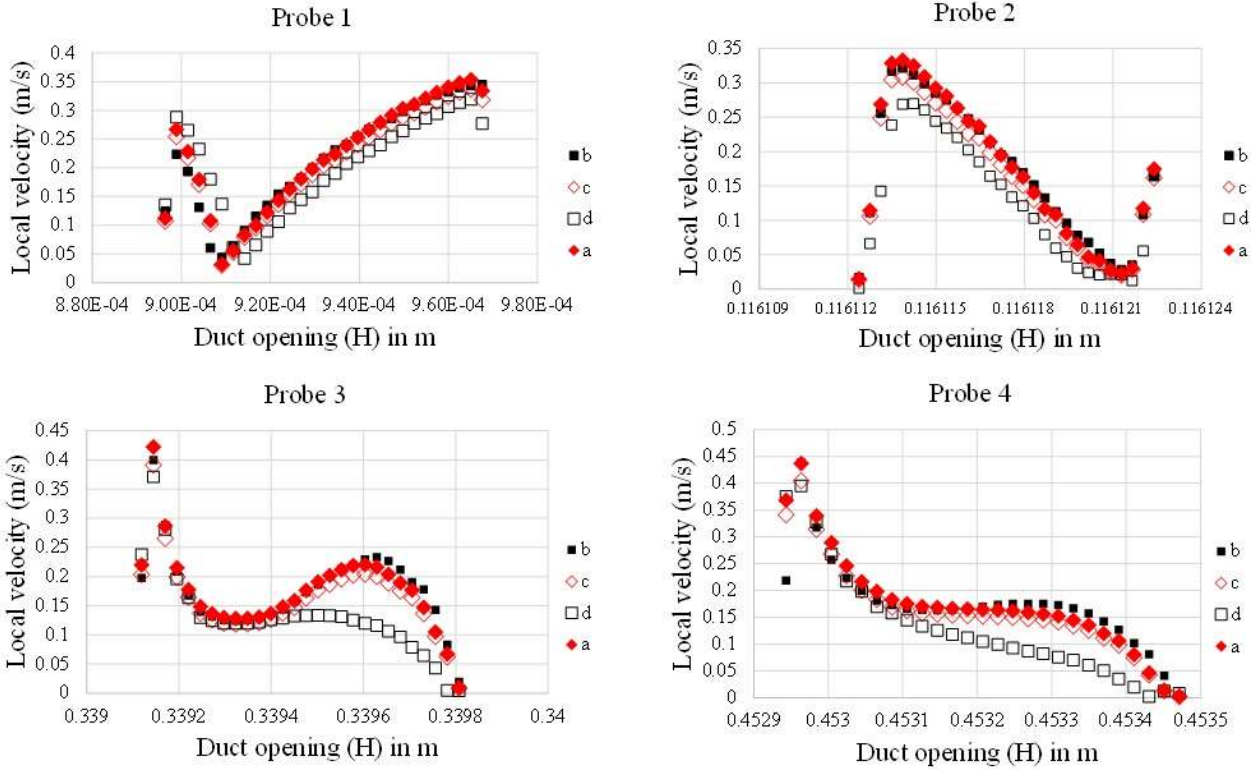 Probe 1
Local velocity (m/s)
0.4
0.35
0.3
0.25
0.2
0.15
0.1
0.05
0
8.80E-04 9.00E-04 9.20E-04 9.40E-04 9.60E-04 9.80E-04
Duct opening (H) in m
b
c
d
a
Probe 2
Local velocity (m/s)
0.35
0.3
0.25
0.2
0.15
0.1
0.05
0
0.116109 0.116112 0.116115 0.116118 0.116121 0.116124
Duct opening (H) in m
b
c
d
a
Probe 3
Local velocity (m/s)
0.45
0.4
0.35
0.3
0.25
0.2
0.15
0.1
0.05
0
0.339 0.3392 0.3394 0.3396 0.3398 0.34
Duct opening (H) in m
b
c
d
a
Probe 4
Local velocity (m/s)
0.5
0.45
0.4
0.35
0.3
0.25
0.2
0.15
0.1
0.05
0
0.4529 0.453 0.4531 0.4532 0.4533 0.4534 0.4535
Duct opening (H) in m
b
c
d
a